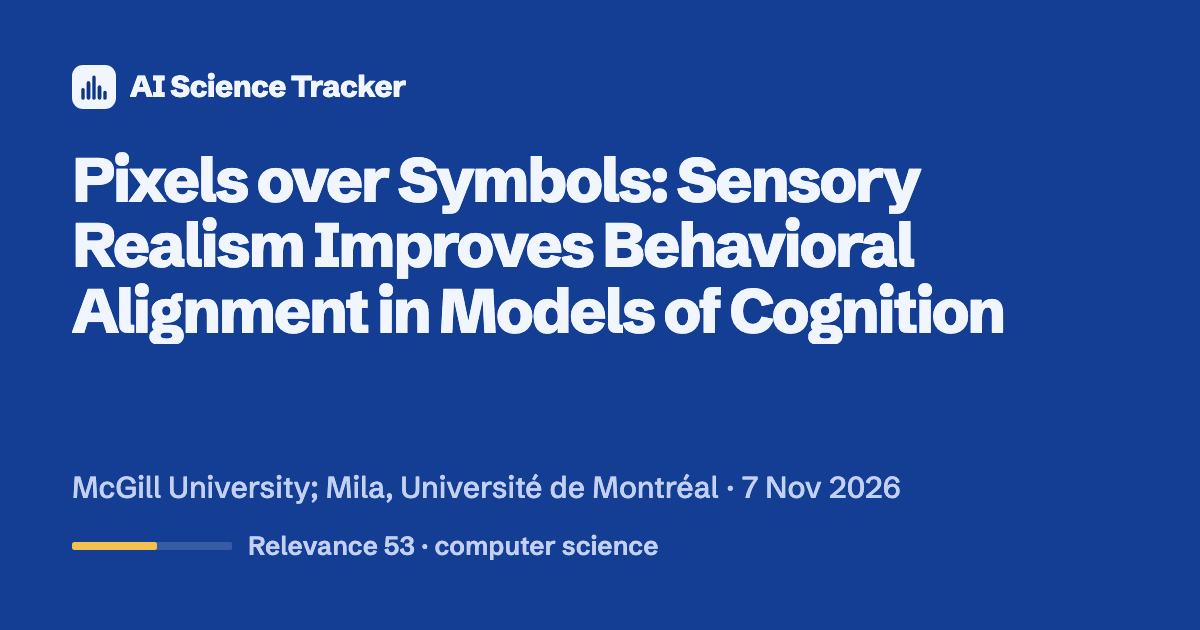 AI Science Tracker
Pixels over Symbols: Sensory
Realism Improves Behavioral
Alignment in Models of Cognition
McGill University; Mila, Université de Montréal · 7 Nov 2026
Relevance 53 · computer science